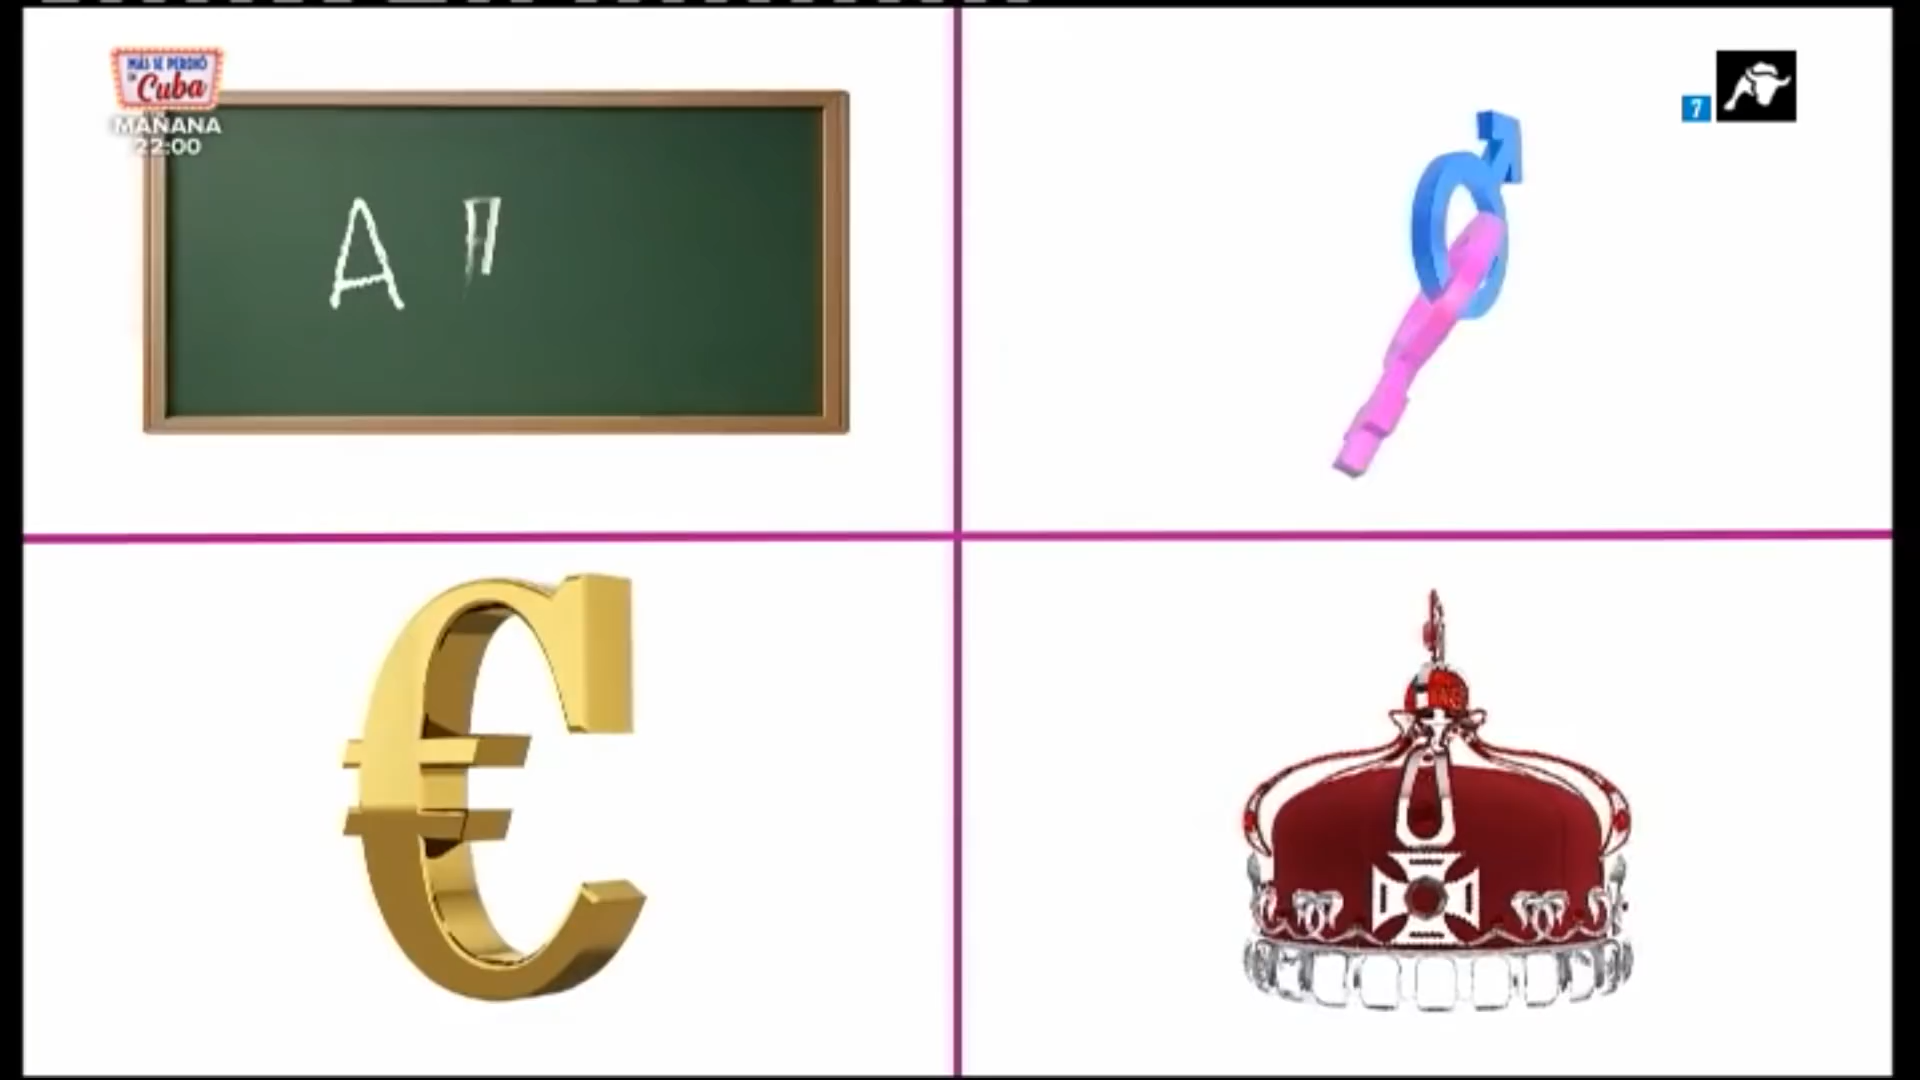 MÁS SE PERDIÓ
EN
Cuba
MAÑANA
22:00
7
A
€